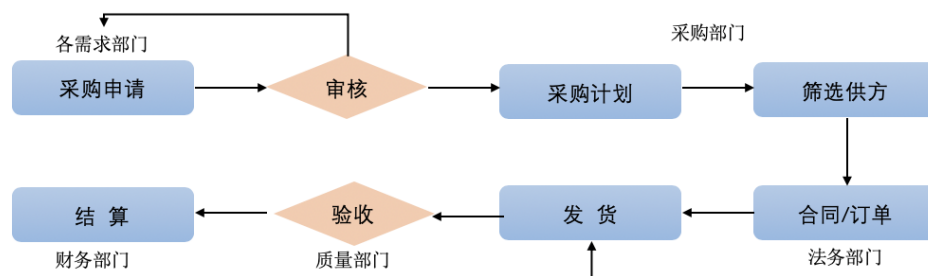 各需求部门
采购部门
采购申请
审核
采购计划
筛选供方
结 算
验收
发 货
合同/订单
财务部门
质量部门
法务部门